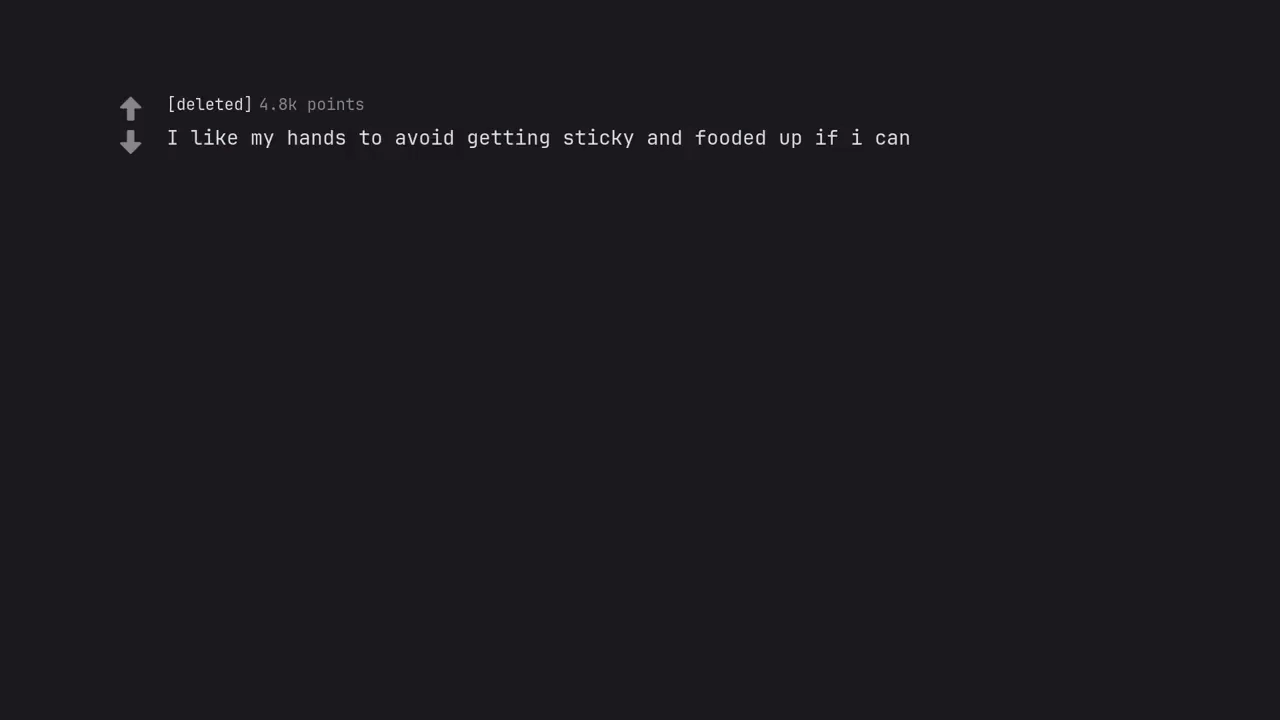 [deleted] 4.8k points
I like my hands to avoid getting sticky and fooded up if i can